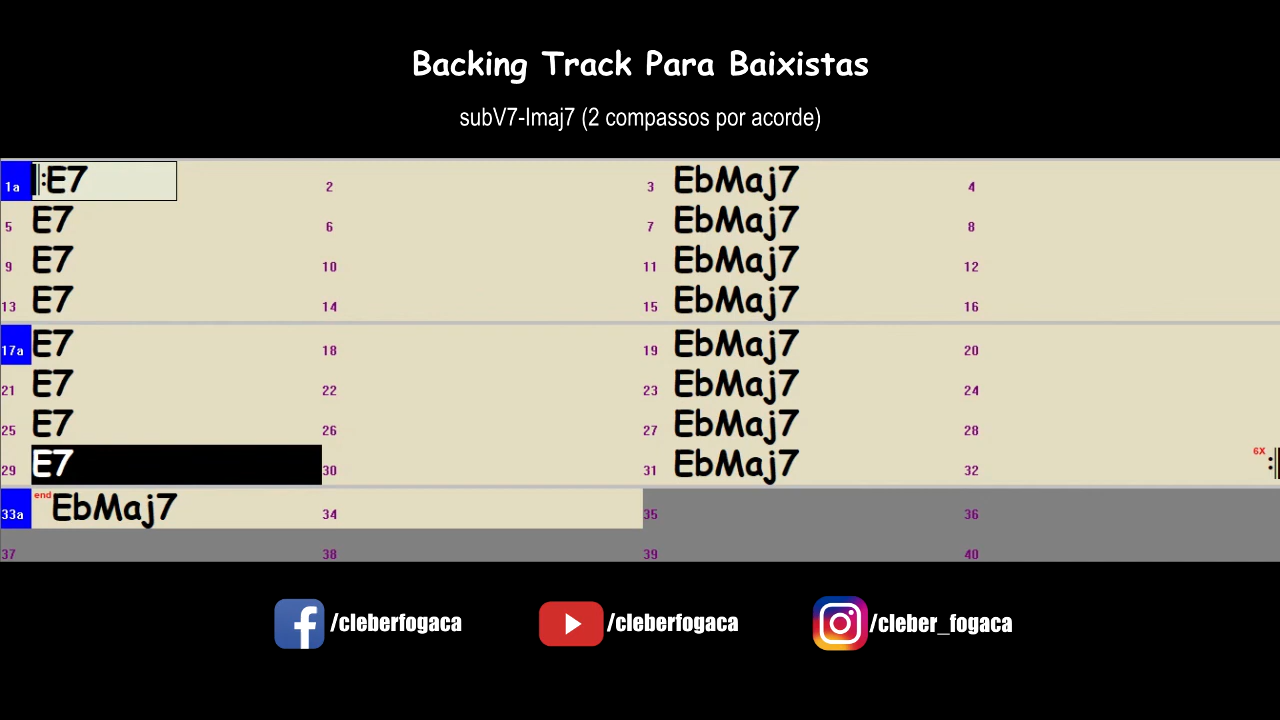 Backing Track Para Baixistas
subV7-Imaj7 (2 compassos por acorde)
1a E7 2 3 EbMaj7 4
5 E7 6 7 EbMaj7 8
9 E7 10 11 EbMaj7 12
13 E7 14 15 EbMaj7 16
17a E7 18 19 EbMaj7 20
21 E7 22 23 EbMaj7 24
25 E7 26 27 EbMaj7 28
29 E7 30 31 EbMaj7 32 6X
33a end EbMaj7 34 35 36
37 38 39 40
/cleberfogaca /cleberfogaca /cleber_fogaca